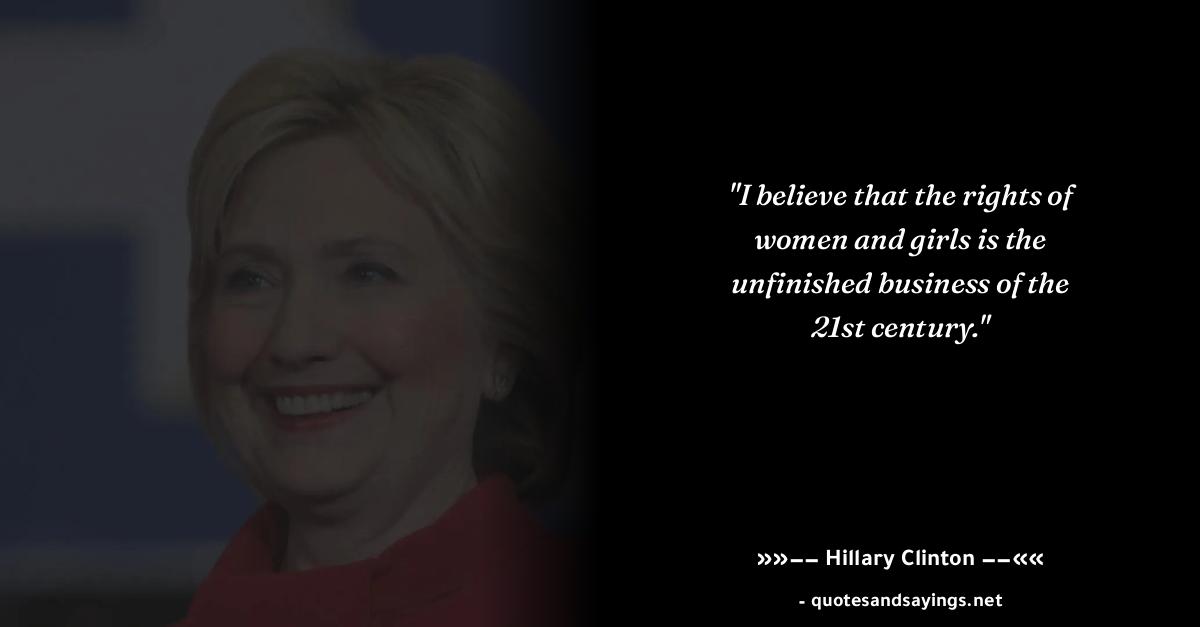 "I believe that the rights of
women and girls is the
unfinished business of the
21st century."
»»–– Hillary Clinton ––««
- quotesandsayings.net